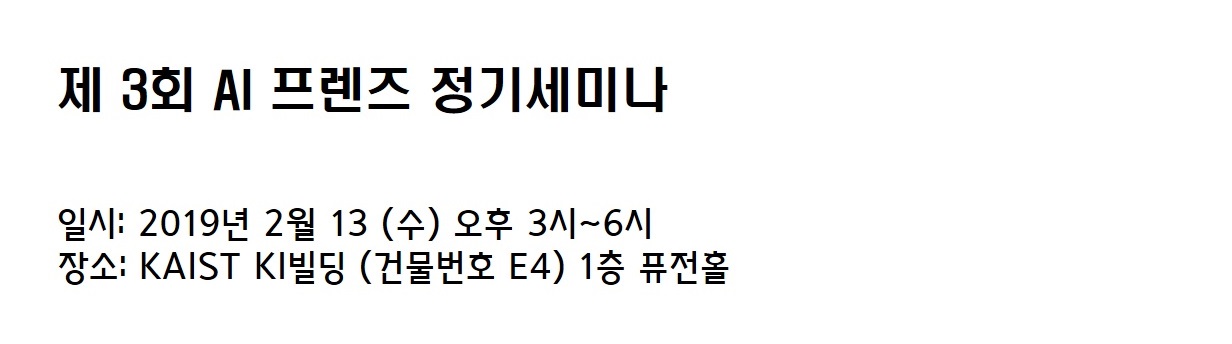 제 3회 AI 프렌즈 정기세미나
일시: 2019년 2월 13 (수) 오후 3시~6시
장소: KAIST KI빌딩 (건물번호 E4) 1층 퓨전홀